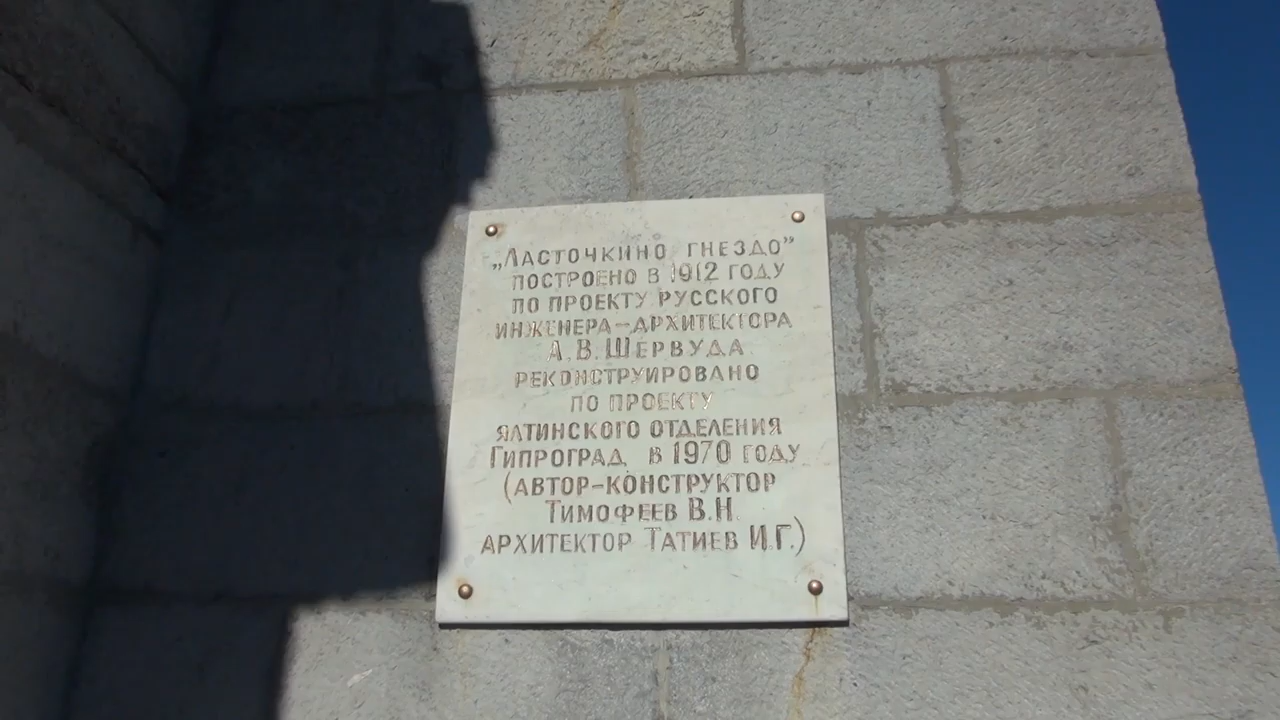 „Ласточкино гнездо”
построено в 1912 году
по проекту русского
инженера-архитектора
А.В.Шервуда
реконструировано
по проекту
ялтинского отделения
Гипроград в 1970 году
(автор-конструктор
Тимофеев В.Н.
архитектор Татиев И.Г.)